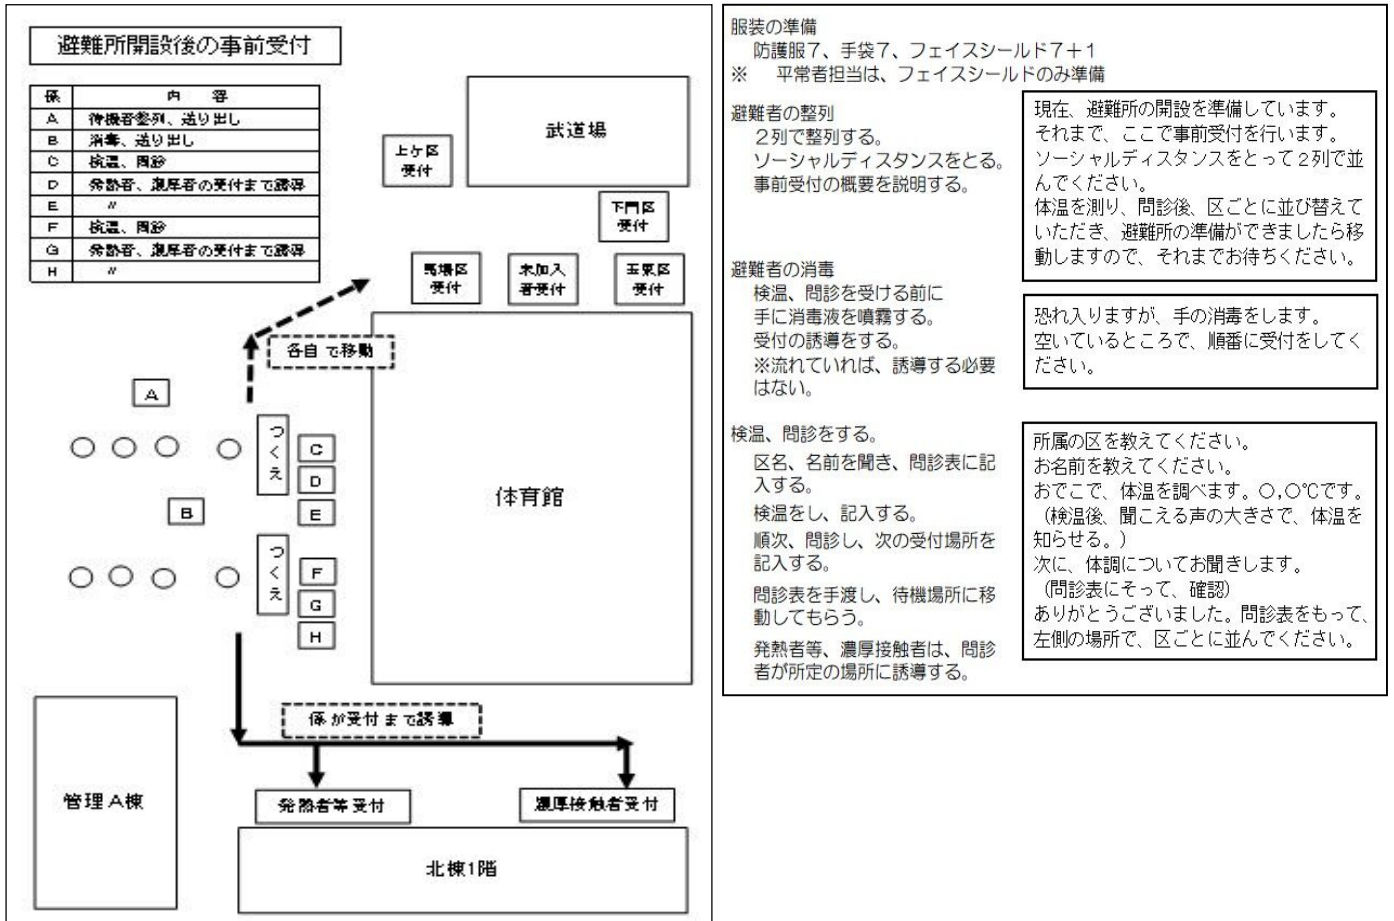 避難所開設後の事前受付
係 内 容
A 待機者整列、送り出し
B 消毒、送り出し
C 検温、問診
D 発熱者、濃厚者の受付まで誘導
E 〃
F 検温、問診
G 発熱者、濃厚者の受付まで誘導
H 〃
武道場
上ケ区
受付
下門区
受付
馬場区
受付
未加入
者受付
玉東区
受付
各自で移動
A
つくえ
C
D
E
B
体育館
つくえ
F
G
H
係が受付まで誘導
管理A棟
発熱者等受付
濃厚接触者受付
北棟1階
服装の準備
防護服7、手袋7、フェイスシールド7+1
※ 平常者担当は、フェイスシールドのみ準備
避難者の整列
2列で整列する。
ソーシャルディスタンスをとる。
事前受付の概要を説明する。
現在、避難所の開設を準備しています。
それまで、ここで事前受付を行います。
ソーシャルディスタンスをとって2列で並
んでください。
体温を測り、問診後、区ごとに並び替えて
いただき、避難所の準備ができましたら移
動しますので、それまでお待ちください。
避難者の消毒
検温、問診を受ける前に
手に消毒液を噴霧する。
受付の誘導をする。
※流れていれば、誘導する必要
はない。
恐れ入りますが、手の消毒をします。
空いているところで、順番に受付をしてく
ださい。
検温、問診をする。
区名、名前を聞き、問診表に記
入する。
検温をし、記入する。
順次、問診し、次の受付場所を
記入する。
問診表を手渡し、待機場所に移
動してもらう。
発熱者等、濃厚接触者は、問診
者が所定の場所に誘導する。
所属の区を教えてください。
お名前を教えてください。
おでこで、体温を調べます。○,○℃です。
(検温後、聞こえる声の大きさで、体温を
知らせる。)
次に、体調についてお聞きします。
(問診表にそって、確認)
ありがとうございました。問診表をもって、
左側の場所で、区ごとに並んでください。